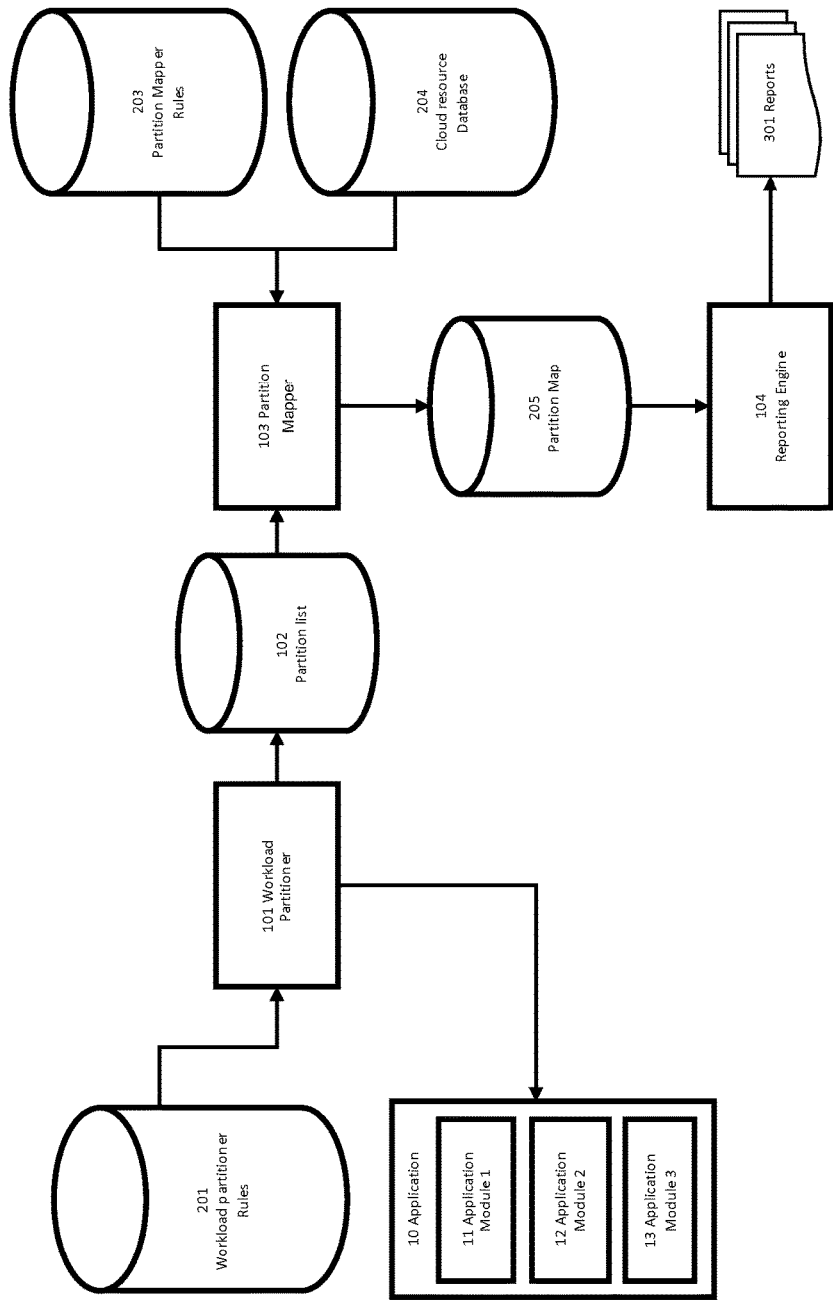 203
Partition Mapper
Rules
204
Cloud resource
Database
103 Partition
Mapper
102
Partition list
101 Workload
Partitioner
201
Workload partitioner
Rules
10 Application
11 Application
Module 1
12 Application
Module 2
13 Application
Module 3
205
Partition Map
104
Reporting Engine
301 Reports